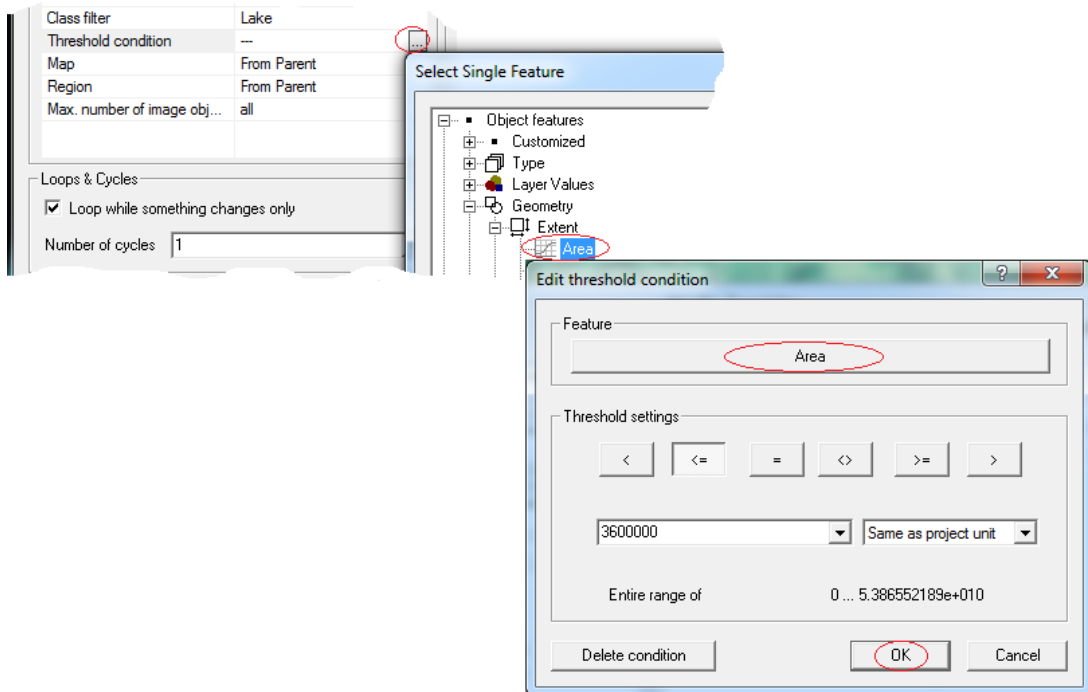 Class filter Lake
Threshold condition --- ...
Map From Parent
Region From Parent
Max. number of image obj... all
Loops & Cycles
Loop while something changes only
Number of cycles 1
Select Single Feature
Object features
Customized
Type
Layer Values
Geometry
Extent
Area
Edit threshold condition
Feature
Area
Threshold settings
< <= = <> >= >
3600000 Same as project unit
Entire range of 0 ... 5.386552189e+010
Delete condition OK Cancel